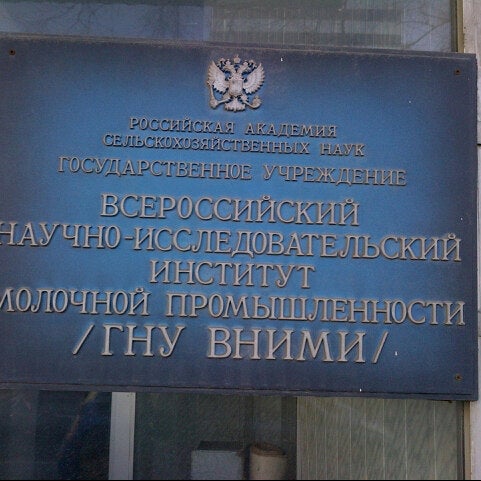 РОССИЙСКАЯ АКАДЕМИЯ
СЕЛЬСКОХОЗЯЙСТВЕННЫХ НАУК
ГОСУДАРСТВЕННОЕ УЧРЕЖДЕНИЕ
ВСЕРОССИЙСКИЙ
НАУЧНО-ИССЛЕДОВАТЕЛЬСКИЙ
ИНСТИТУТ
МОЛОЧНОЙ ПРОМЫШЛЕННОСТИ
/ГНУ ВНИМИ/